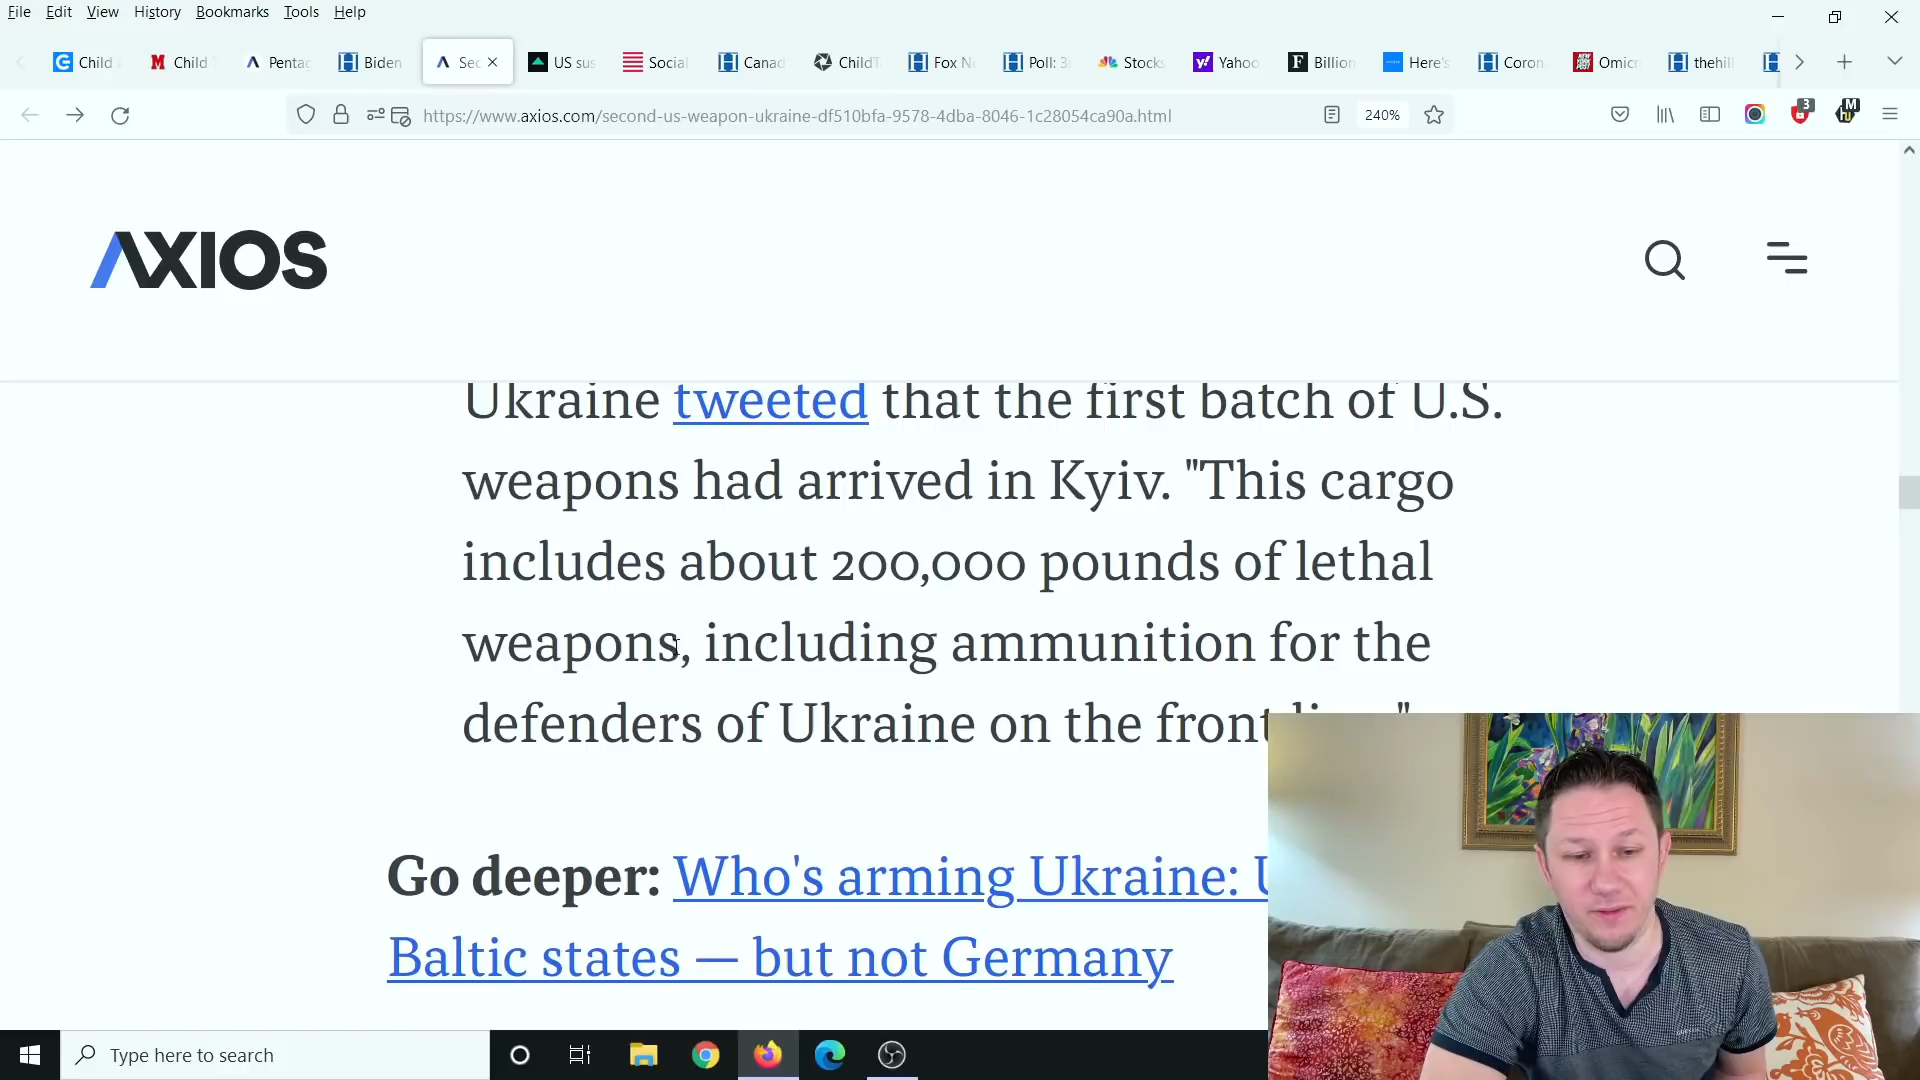 File Edit View History Bookmarks Tools Help
Child Child Pentag Biden Sec US sus Social Canad ChildT Fox N Poll: 3 Stocks Yahoo Billion Here's Coron Omicr thehill
https://www.axios.com/second-us-weapon-ukraine-df510bfa-9578-4dba-8046-1c28054ca90a.html 240% 3 M
AXIOS
Ukraine tweeted that the first batch of U.S.
weapons had arrived in Kyiv. "This cargo
includes about 200,000 pounds of lethal
weapons, including ammunition for the
defenders of Ukraine on the front
Go deeper: Who's arming Ukraine:
Baltic states — but not Germany
Type here to search